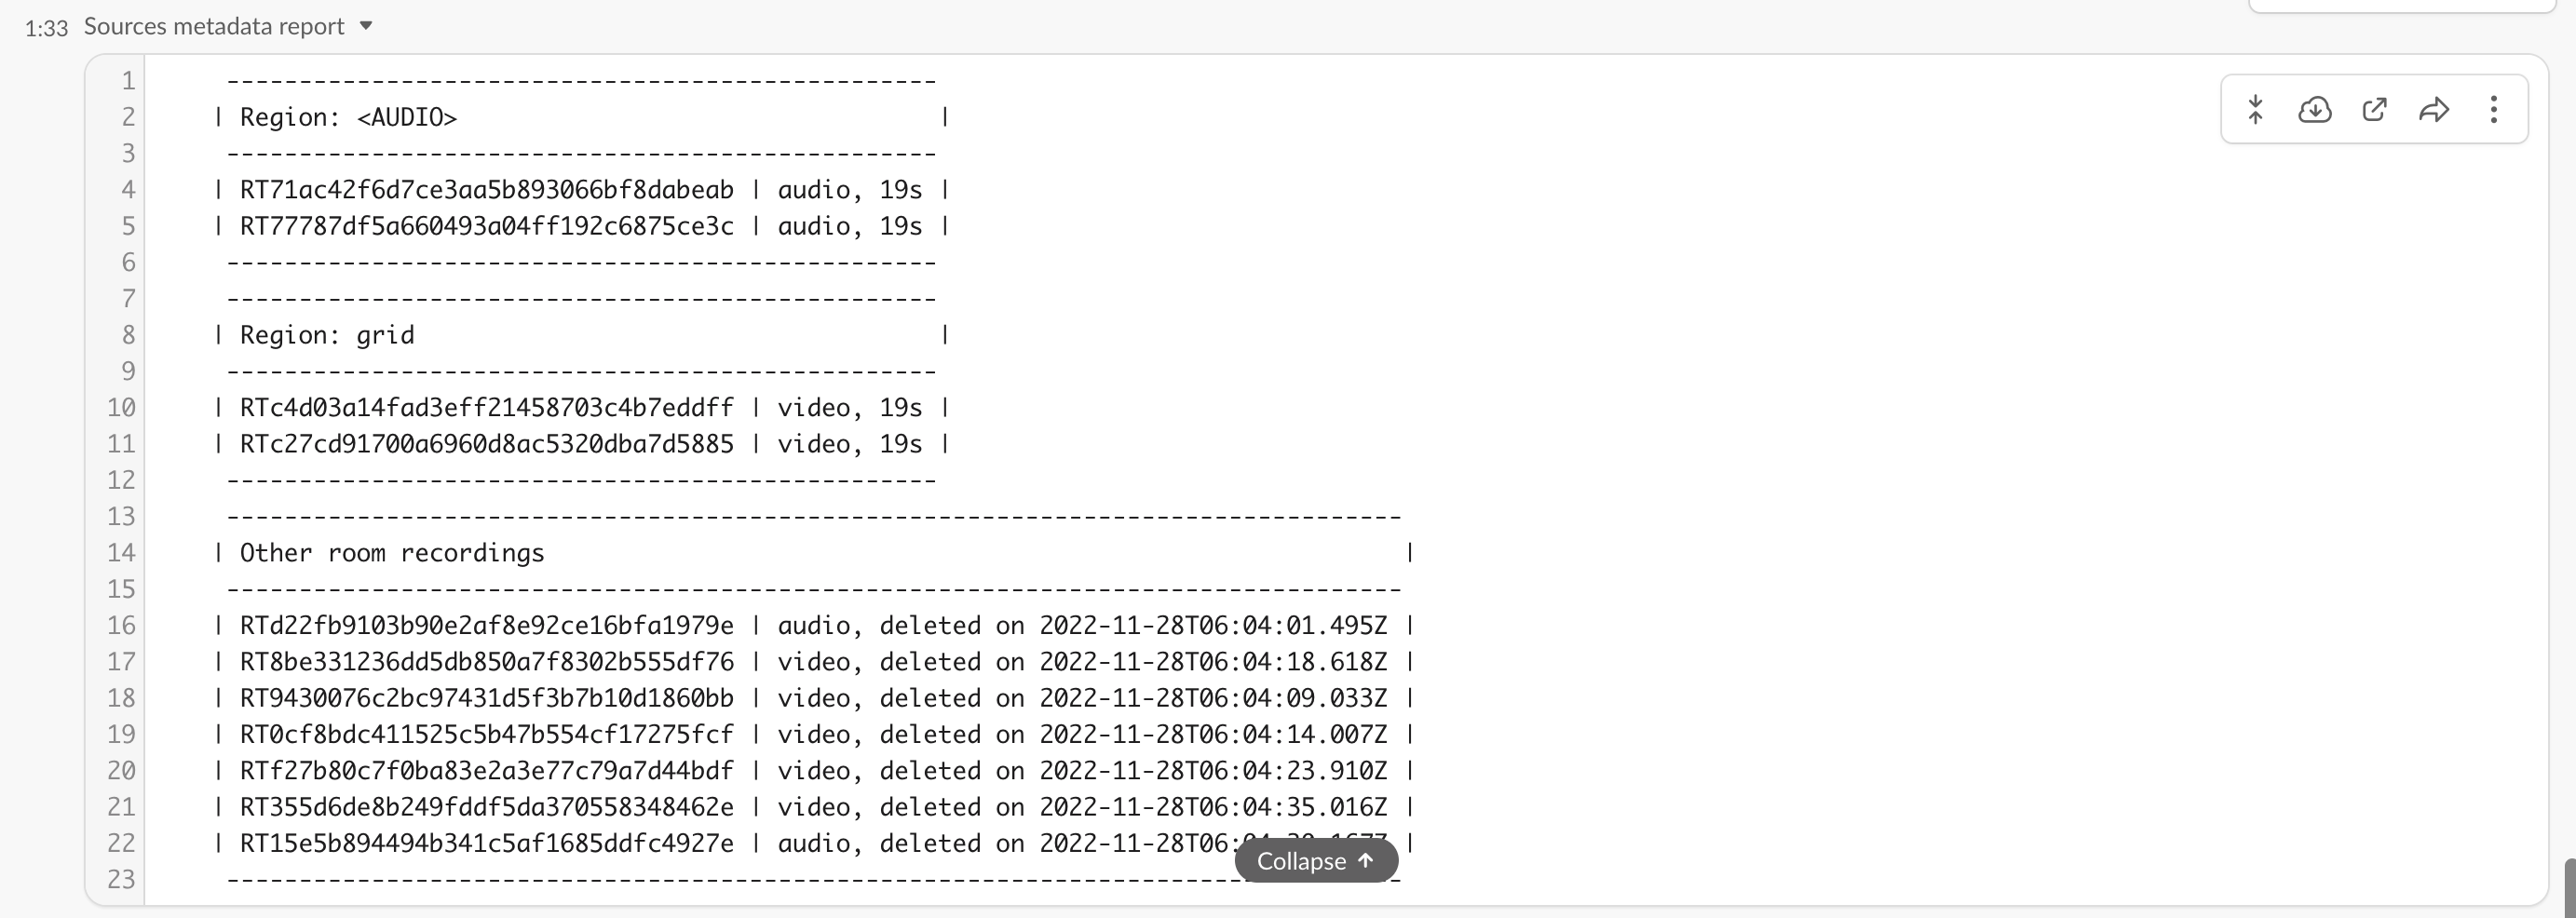 1:33 Sources metadata report
1 -------------------------------------------------
2 | Region: <AUDIO> |
3 -------------------------------------------------
4 | RT71ac42f6d7ce3aa5b893066bf8dabeab | audio, 19s |
5 | RT77787df5a660493a04ff192c6875ce3c | audio, 19s |
6 -------------------------------------------------
7 -------------------------------------------------
8 | Region: grid |
9 -------------------------------------------------
10 | RTc4d03a14fad3eff21458703c4b7eddff | video, 19s |
11 | RTc27cd91700a6960d8ac5320dba7d5885 | video, 19s |
12 -------------------------------------------------
13 ---------------------------------------------------------------------------------
14 | Other room recordings |
15 ---------------------------------------------------------------------------------
16 | RTd22fb9103b90e2af8e92ce16bfa1979e | audio, deleted on 2022-11-28T06:04:01.495Z |
17 | RT8be331236dd5db850a7f8302b555df76 | video, deleted on 2022-11-28T06:04:18.618Z |
18 | RT9430076c2bc97431d5f3b7b10d1860bb | video, deleted on 2022-11-28T06:04:09.033Z |
19 | RT0cf8bdc411525c5b47b554cf17275fcf | video, deleted on 2022-11-28T06:04:14.007Z |
20 | RTf27b80c7f0ba83e2a3e77c79a7d44bdf | video, deleted on 2022-11-28T06:04:23.910Z |
21 | RT355d6de8b249fddf5da370558348462e | video, deleted on 2022-11-28T06:04:35.016Z |
22 | RT15e5b894494b341c5af1685ddfc4927e | audio, deleted on |
Collapse ↑
23 ---------------------------------------------------------------------------------